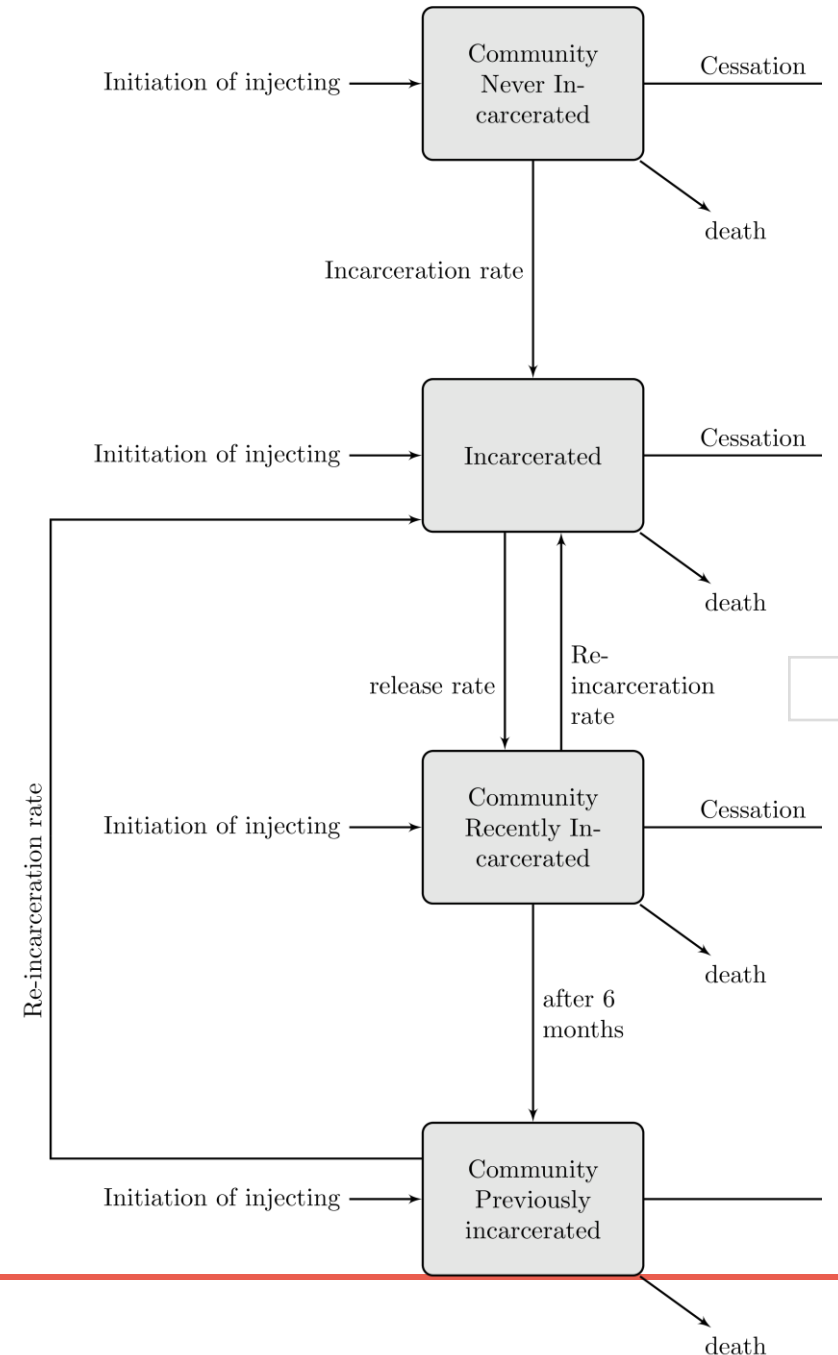 Community
Never In-
carcerated
Initiation of injecting
Cessation
death
Incarceration rate
Incarcerated
Inititation of injecting
Cessation
death
release rate
Re-
incarceration
rate
Re-incarceration rate
Community
Recently In-
carcerated
Initiation of injecting
Cessation
death
after 6
months
Community
Previously
incarcerated
Initiation of injecting
death